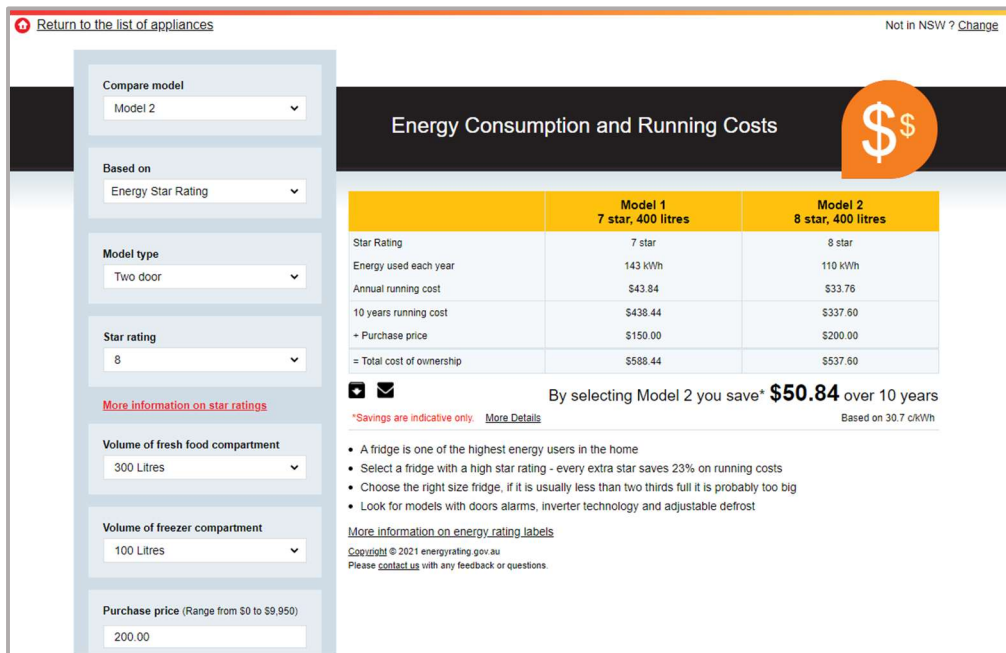 Return to the list of appliances
Not in NSW ? Change
Compare model
Model 2
Based on
Energy Star Rating
Model type
Two door
Star rating
8
More information on star ratings
Volume of fresh food compartment
300 Litres
Volume of freezer compartment
100 Litres
Purchase price (Range from $0 to $9,950)
200.00
Energy Consumption and Running Costs
$$
Model 1 Model 2
7 star, 400 litres 8 star, 400 litres
Star Rating 7 star 8 star
Energy used each year 143 kWh 110 kWh
Annual running cost $43.84 $33.76
10 years running cost $438.44 $337.60
+ Purchase price $150.00 $200.00
= Total cost of ownership $588.44 $537.60
By selecting Model 2 you save* $50.84 over 10 years
*Savings are indicative only. More Details
Based on 30.7 c/kWh
• A fridge is one of the highest energy users in the home
• Select a fridge with a high star rating - every extra star saves 23% on running costs
• Choose the right size fridge, if it is usually less than two thirds full it is probably too big
• Look for models with doors alarms, inverter technology and adjustable defrost
More information on energy rating labels
Copyright © 2021 energyrating.gov.au
Please contact us with any feedback or questions.